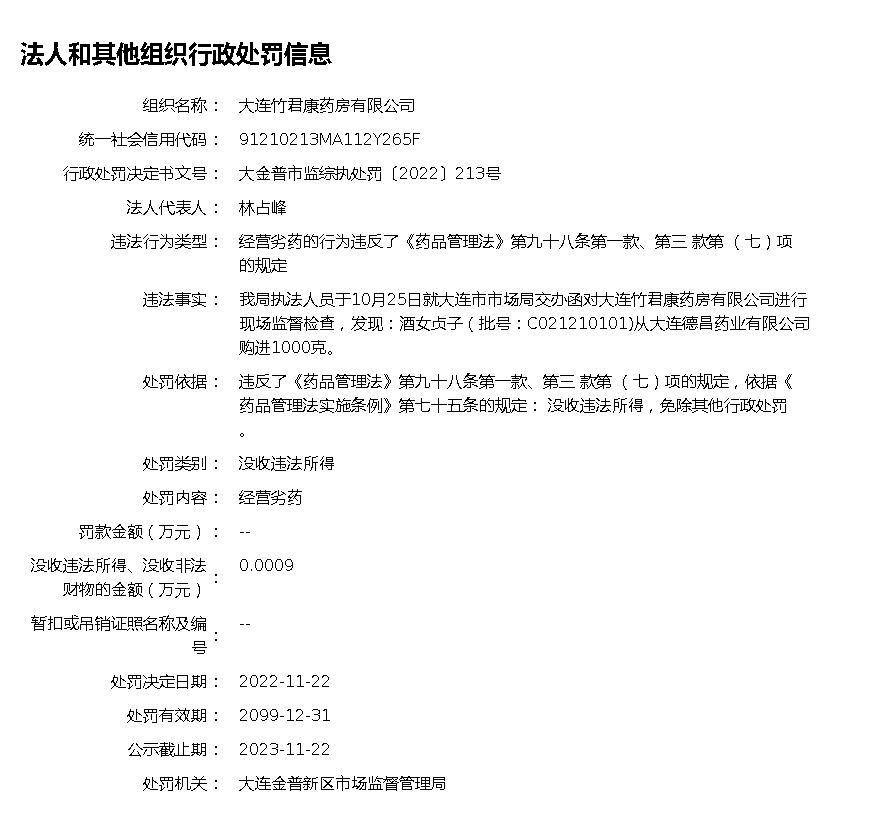 法人和其他组织行政处罚信息
组织名称： 大连竹君康药房有限公司
统一社会信用代码： 91210213MA112Y265F
行政处罚决定书文号： 大金普市监综执处罚〔2022〕213号
法人代表人： 林占峰
违法行为类型： 经营劣药的行为违反了《药品管理法》第九十八条第一款、第三 款第（七）项
的规定
违法事实： 我局执法人员于10月25日就大连市市场局交办函对大连竹君康药房有限公司进行
现场监督检查，发现：酒女贞子（批号：C021210101)从大连德昌药业有限公司
购进1000克。
处罚依据： 违反了《药品管理法》第九十八条第一款、第三 款第（七）项的规定，依据《
药品管理法实施条例》第七十五条的规定： 没收违法所得，免除其他行政处罚
。
处罚类别： 没收违法所得
处罚内容： 经营劣药
罚款金额（万元）： --
没收违法所得、没收非法
财物的金额（万元）： 0.0009
暂扣或吊销证照名称及编
号： --
处罚决定日期： 2022-11-22
处罚有效期： 2099-12-31
公示截止期： 2023-11-22
处罚机关： 大连金普新区市场监督管理局